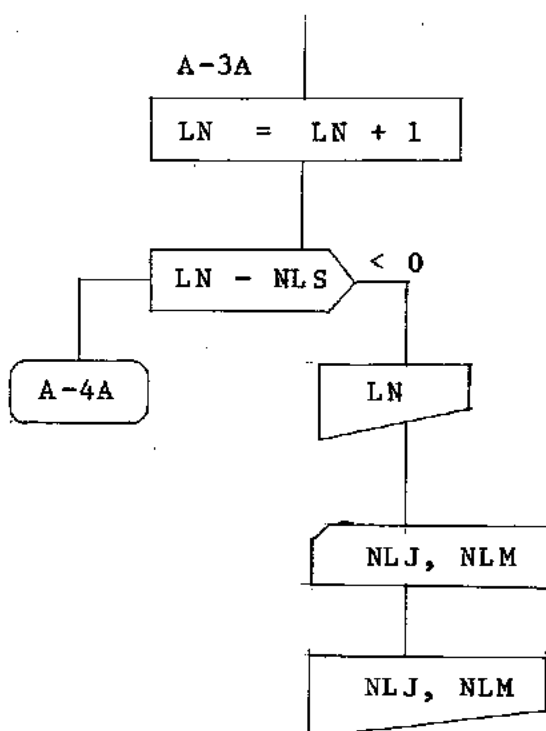 A-3A
LN = LN + 1
LN - NLS
< 0
A-4A
LN
NLJ, NLM
NLJ, NLM